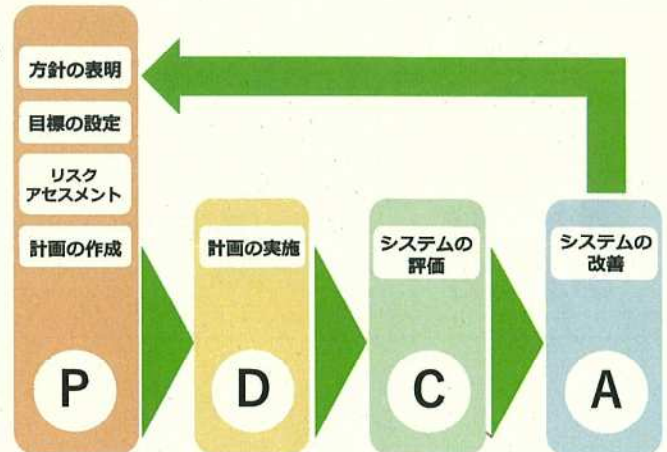 方針の表明
目標の設定
リスク
アセスメント
計画の作成
P
計画の実施
D
システムの
評価
C
システムの
改善
A